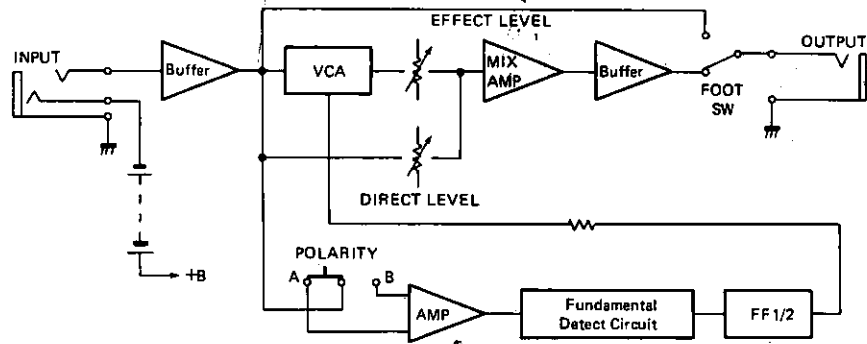 EFFECT LEVEL
OUTPUT
INPUT
Buffer
VCA
MIX
AMP
Buffer
FOOT
SW
DIRECT LEVEL
POLARITY
+B
A
B
AMP
Fundamental
Detect Circuit
FF 1/2